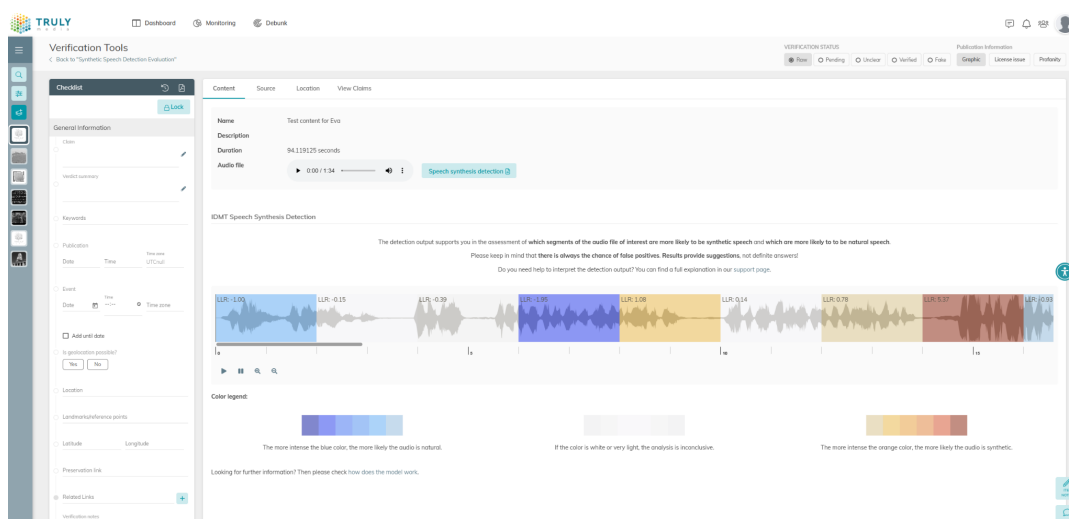 TRULY
media
Dashboard
Monitoring
Debunk
Verification Tools
< Back to "Synthetic Speech Detection Evaluation"
VERIFICATION STATUS
Raw
Pending
Unclear
Verified
Fake
Publication Information
Graphic
License issue
Profanity
Checklist
Lock
General Information
Claim
Verdict summary
Keywords
Publication
Date
Time
Time zone
UTC/null
Event
Date
Time
Time zone
Add until date
Is geolocation possible?
Yes
No
Location
Landmarks/reference points
Latitude
Longitude
Preservation link
Related Links
+
Verification notes
Content
Source
Location
View Claims
Name
Test content for Eva
Description
Duration
94.119125 seconds
Audio file
0:00 / 1:34
Speech synthesis detection
IDMT Speech Synthesis Detection
The detection output supports you in the assessment of which segments of the audio file of interest are more likely to be synthetic speech and which are more likely to to be natural speech.
Please keep in mind that there is always the chance of false positives. Results provide suggestions, not definite answers!
Do you need help to interpret the detection output? You can find a full explanation in our support page.
LLR: -1.00
LLR: -0.15
LLR: -0.39
LLR: -1.85
LLR: 1.08
LLR: 0.14
LLR: 0.78
LLR: 5.37
LLR: -0.93
0
5
10
15
Color legend:
The more intense the blue color, the more likely the audio is natural.
If the color is white or very light, the analysis is inconclusive.
The more intense the orange color, the more likely the audio is synthetic.
Looking for further information? Then please check how does the model work.